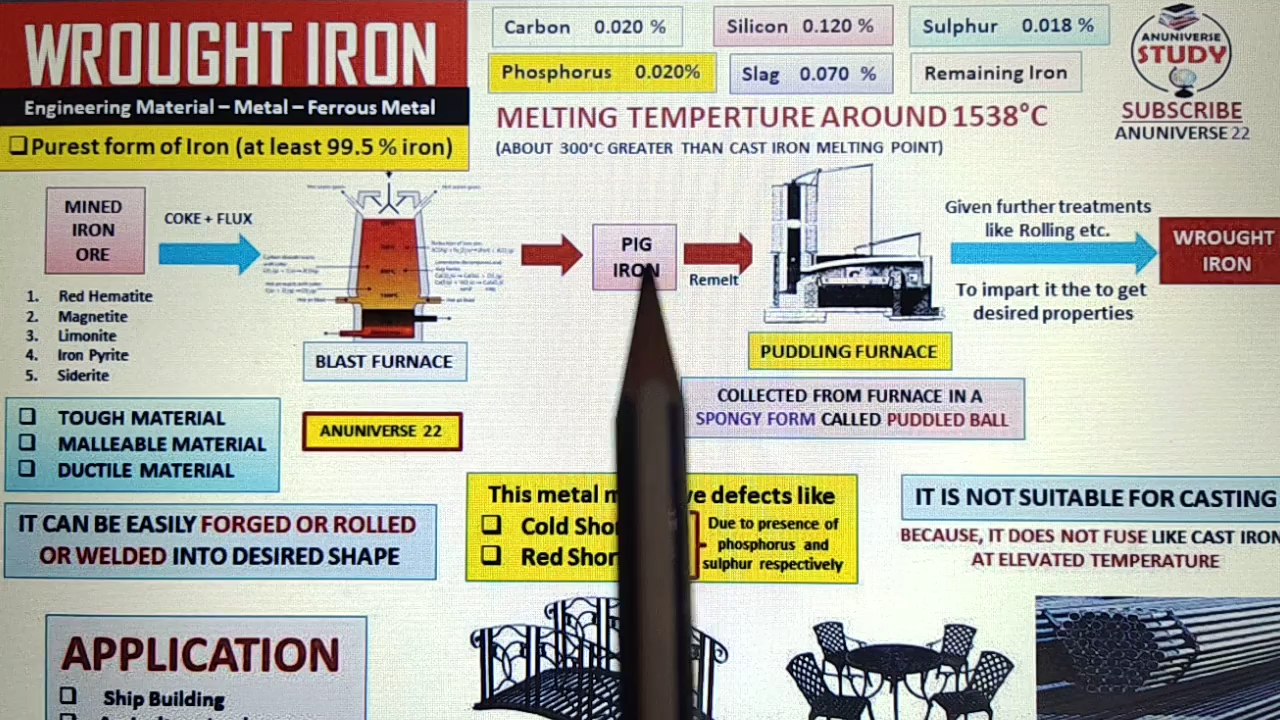 WROUGHT IRON
Engineering Material – Metal – Ferrous Metal
❑Purest form of Iron (at least 99.5 % iron)
Carbon 0.020 %
Silicon 0.120 %
Sulphur 0.018 %
Phosphorus 0.020%
Slag 0.070 %
Remaining Iron
MELTING TEMPERTURE AROUND 1538°C
(ABOUT 300°C GREATER THAN CAST IRON MELTING POINT)
ANUNIVERSE
STUDY
SUBSCRIBE
ANUNIVERSE 22
MINED
IRON
ORE
COKE + FLUX
1. Red Hematite
2. Magnetite
3. Limonite
4. Iron Pyrite
5. Siderite
BLAST FURNACE
PIG
IRON
Remelt
PUDDLING FURNACE
Given further treatments
like Rolling etc.
To impart it the to get
desired properties
WROUGHT
IRON
COLLECTED FROM FURNACE IN A
SPONGY FORM CALLED PUDDLED BALL
❑ TOUGH MATERIAL
❑ MALLEABLE MATERIAL
❑ DUCTILE MATERIAL
ANUNIVERSE 22
IT CAN BE EASILY FORGED OR ROLLED
OR WELDED INTO DESIRED SHAPE
This metal defects like
❑ Cold
❑ Red
Due to presence of
phosphorus and
sulphur respectively
IT IS NOT SUITABLE FOR CASTING
BECAUSE, IT DOES NOT FUSE LIKE CAST IRON
AT ELEVATED TEMPERATURE
APPLICATION
❑ Ship Building